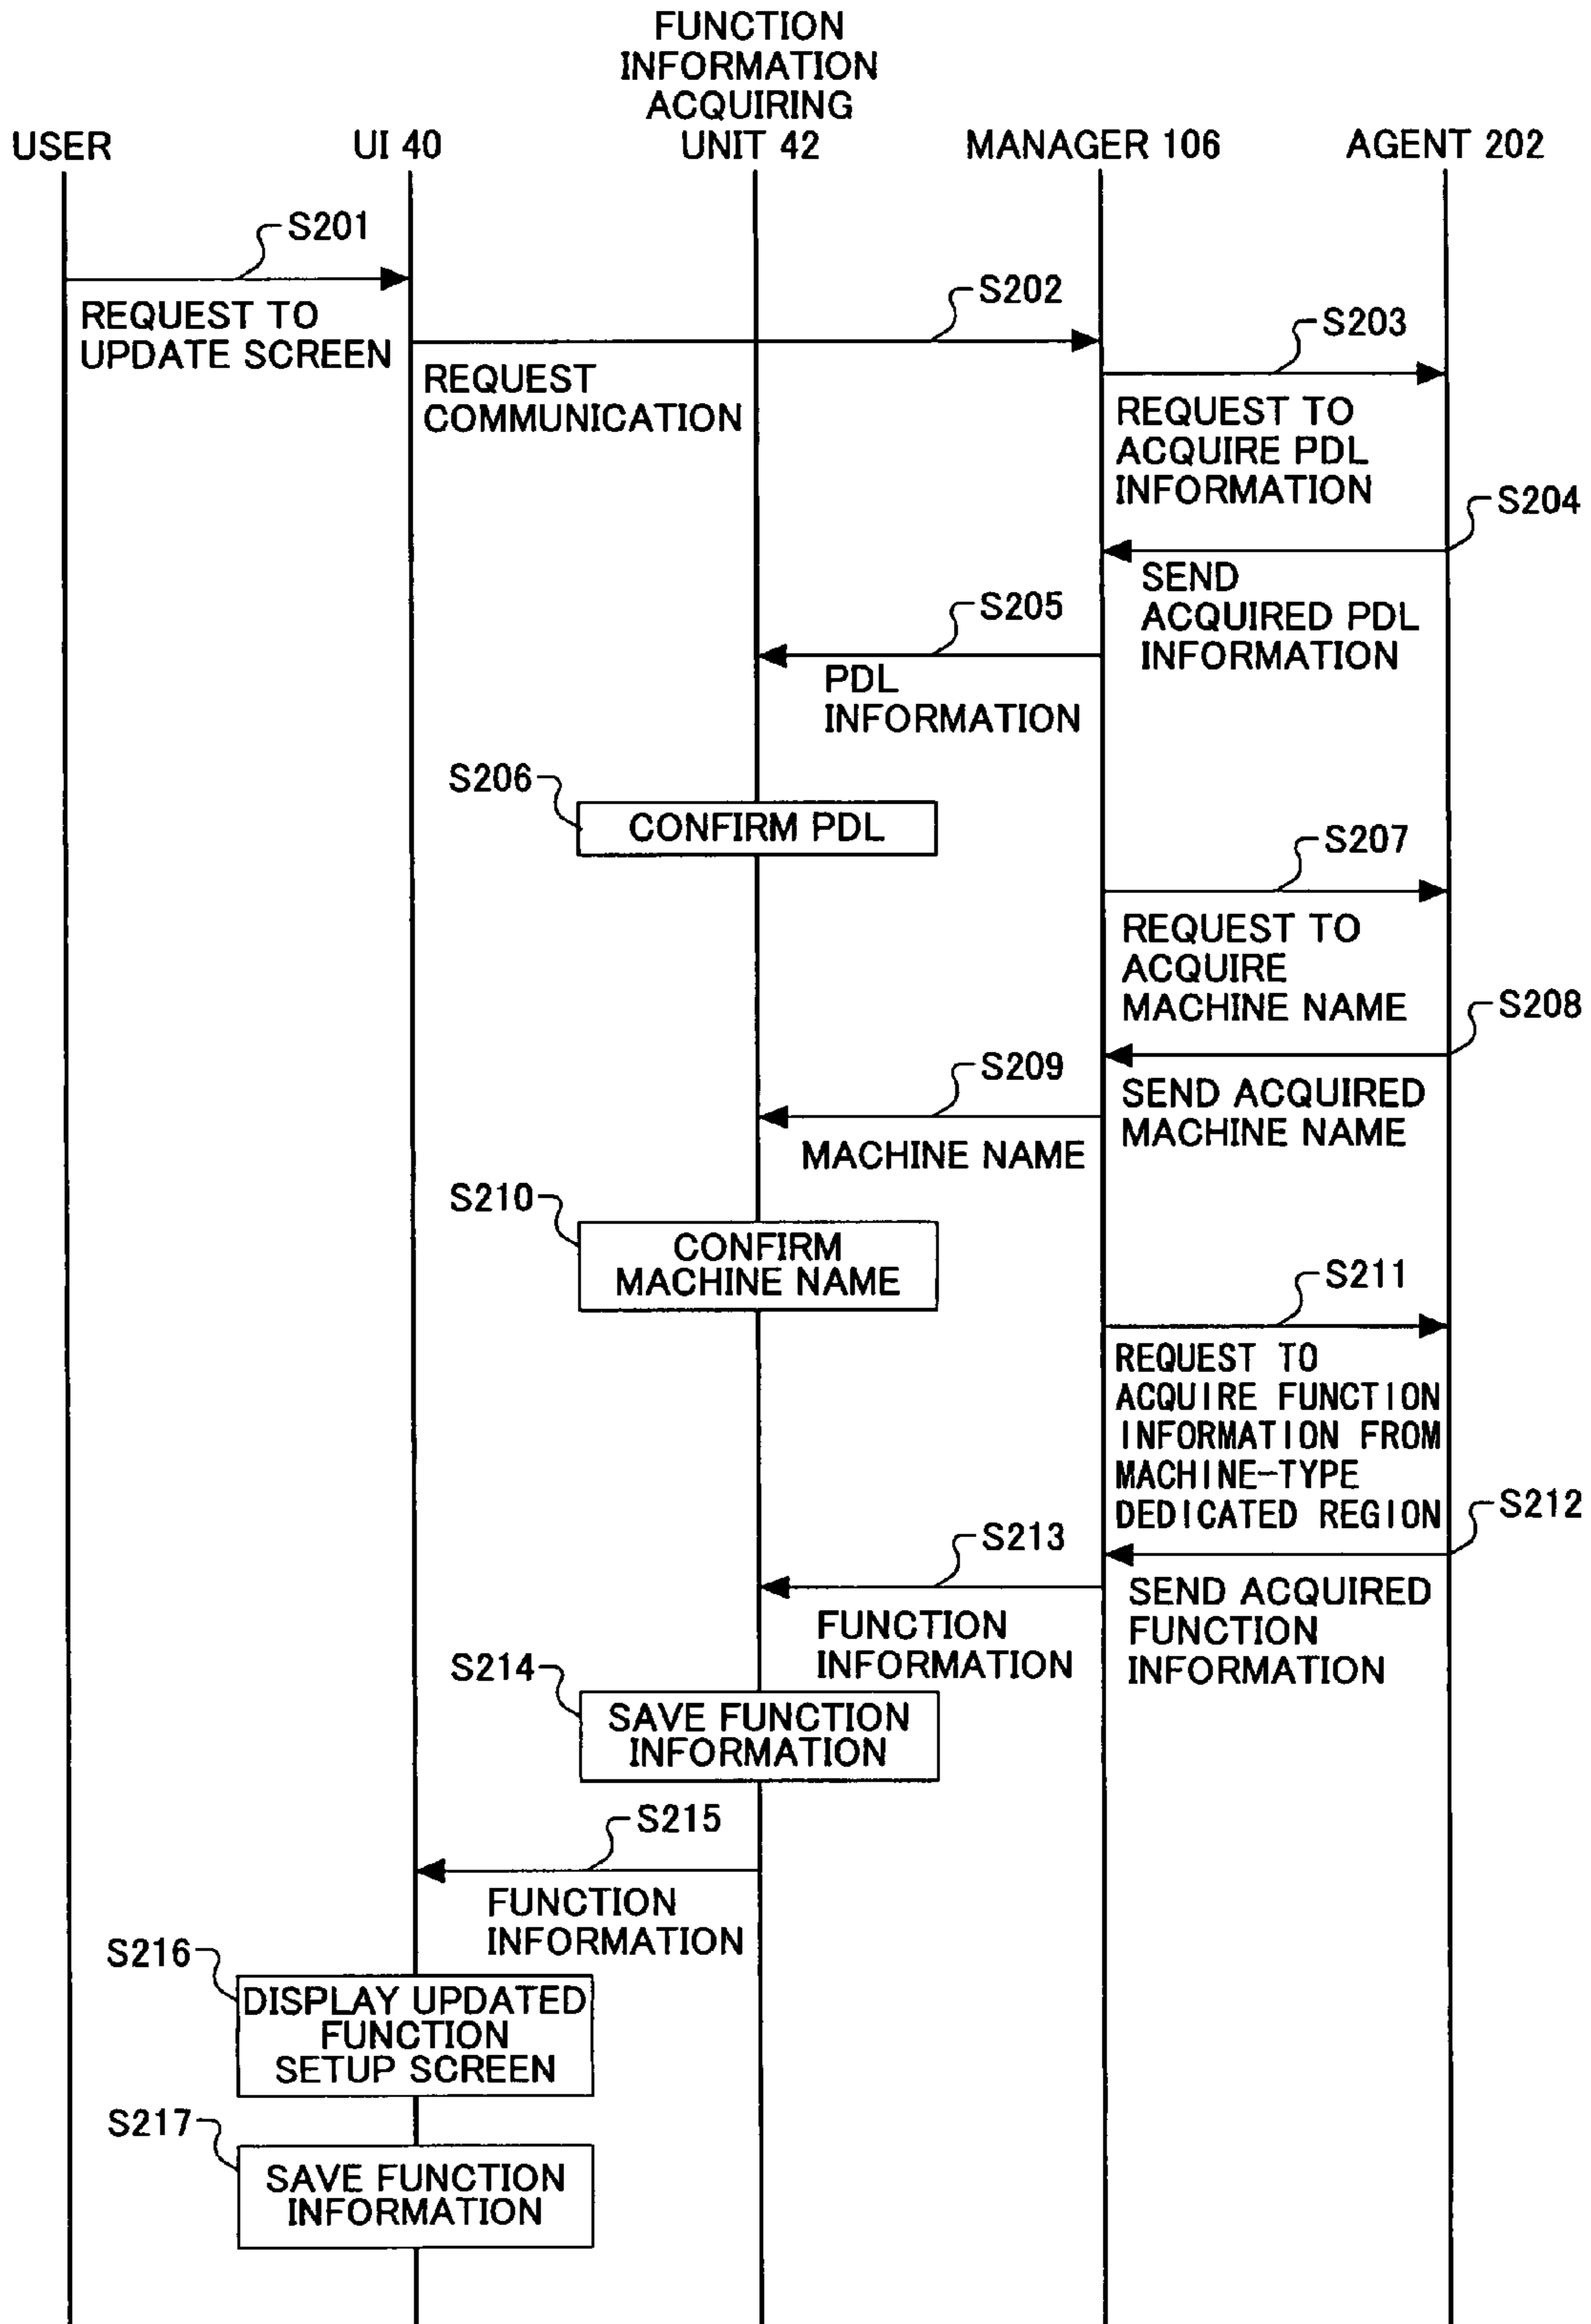 FUNCTION
INFORMATION
ACQUIRING
USER
UI 40
UNIT 42
MANAGER 106
AGENT 202
S201
REQUEST TO
UPDATE SCREEN
S202
REQUEST
COMMUNICATION
S203
REQUEST TO
ACQUIRE PDL
INFORMATION
S204
SEND
ACQUIRED PDL
INFORMATION
S205
PDL
INFORMATION
S206
CONFIRM PDL
S207
REQUEST TO
ACQUIRE
MACHINE NAME
S208
SEND ACQUIRED
MACHINE NAME
S209
MACHINE NAME
S210
CONFIRM
MACHINE NAME
S211
REQUEST TO
ACQUIRE FUNCTION
INFORMATION FROM
MACHINE-TYPE
DEDICATED REGION
S212
SEND ACQUIRED
FUNCTION
INFORMATION
S213
FUNCTION
INFORMATION
S214
SAVE FUNCTION
INFORMATION
S215
FUNCTION
INFORMATION
S216
DISPLAY UPDATED
FUNCTION
SETUP SCREEN
S217
SAVE FUNCTION
INFORMATION